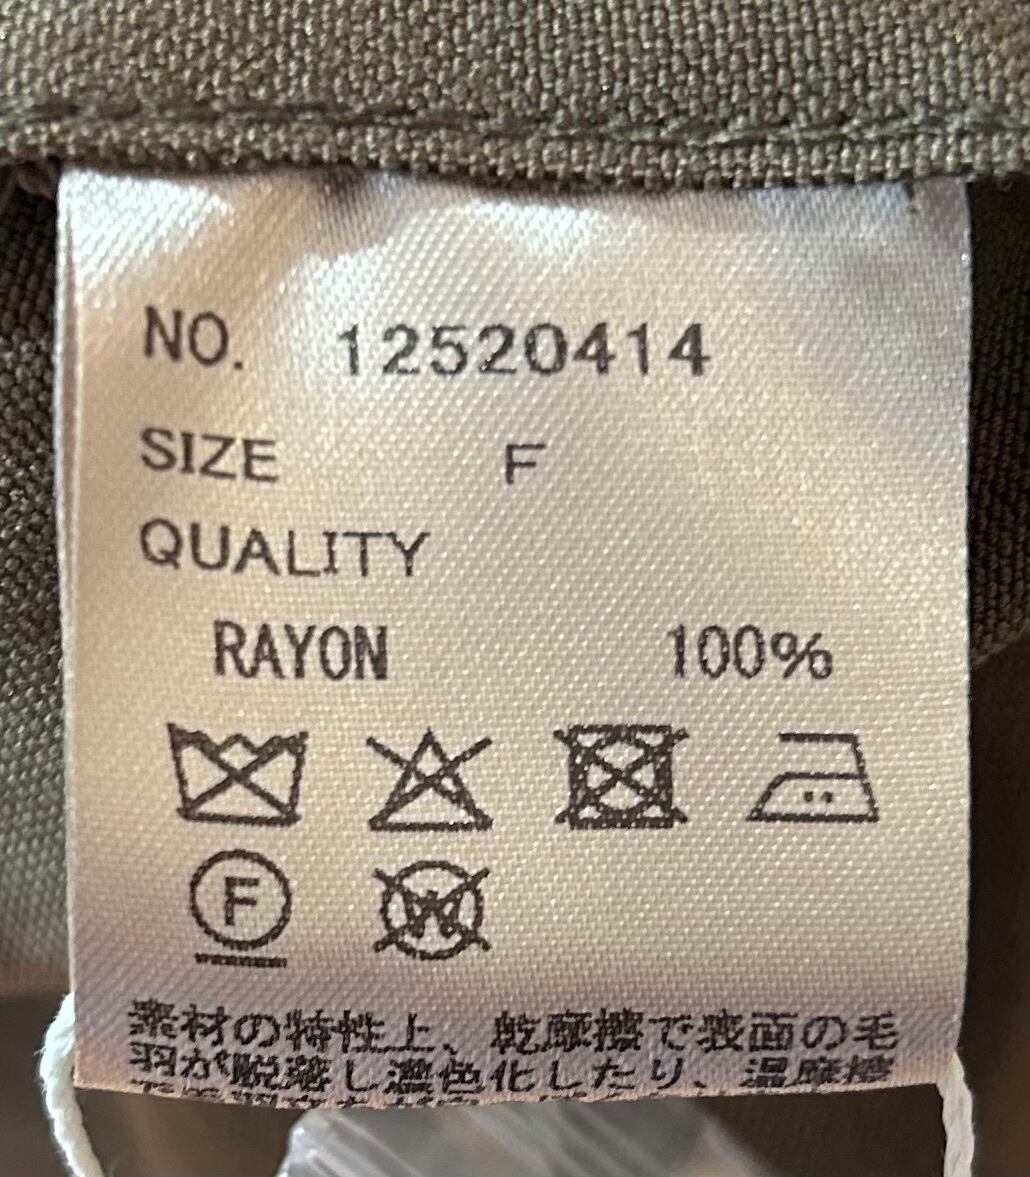 NO. 12520414
SIZE F
QUALITY
RAYON 100%
F
W
素材の特性上、乾摩擦で表面の毛
羽が脱落し濃色化したり、湿摩擦